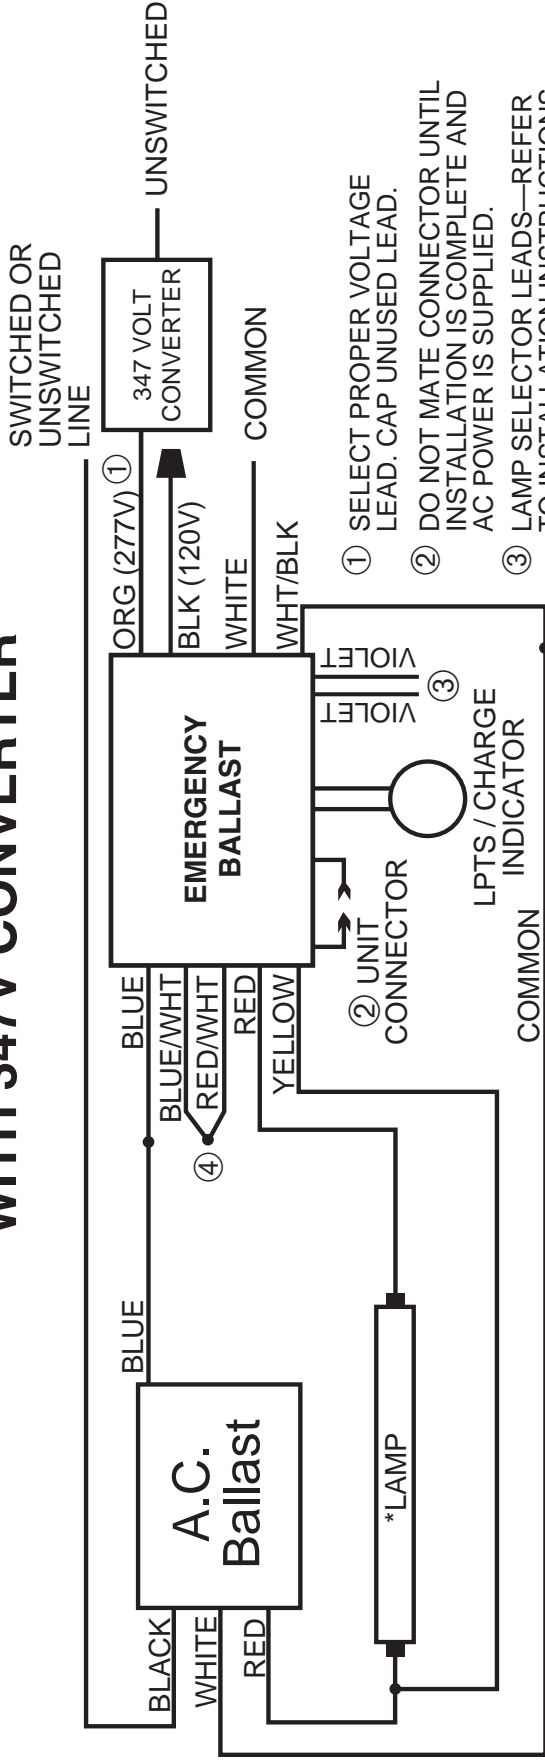 WITH 347V CONVERTER
SWITCHED OR
UNSWITCHED
LINE
UNSWITCHED
347 VOLT
CONVERTER
ORG (277V) ①
BLK (120V)
WHITE
COMMON
WHT/BLK
EMERGENCY
BALLAST
BLUE
BLUE/WHT
RED/WHT
RED
YELLOW
④
BLUE
A.C.
Ballast
BLACK
WHITE
RED
*LAMP
② UNIT
CONNECTOR
LPTS / CHARGE
INDICATOR
VIOLET
VIOLET
③
COMMON
① SELECT PROPER VOLTAGE
LEAD. CAP UNUSED LEAD.
② DO NOT MATE CONNECTOR UNTIL
INSTALLATION IS COMPLETE AND
AC POWER IS SUPPLIED.
③ LAMP SELECTOR LEADS—REFER
TO INSTALLATION INSTRUCTIONS